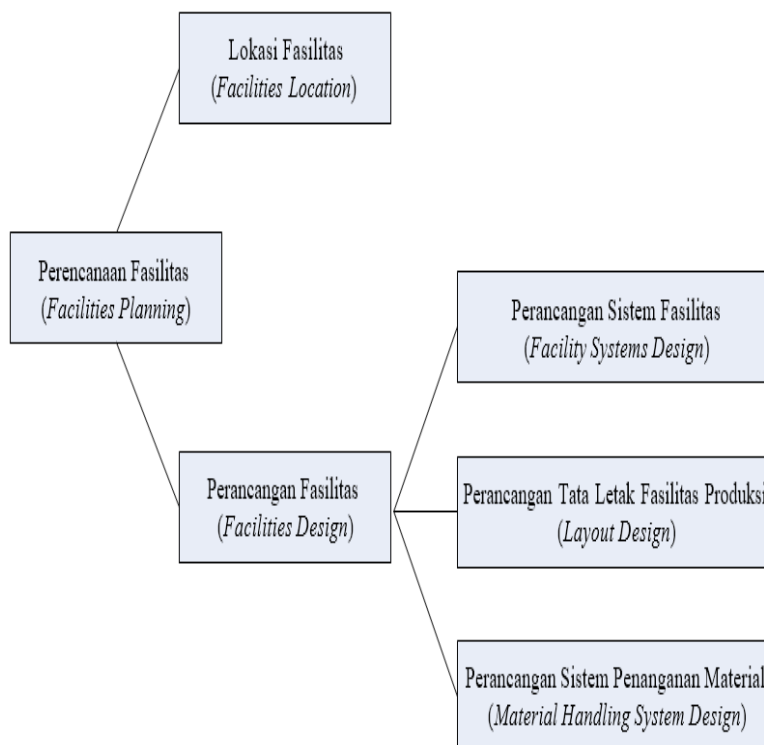 Lokasi Fasilitas
(Facilities Location)
Perencanaan Fasilitas
(Facilities Planning)
Perancangan Sistem Fasilitas
(Facility Systems Design)
Perancangan Fasilitas
(Facilities Design)
Perancangan Tata Letak Fasilitas Produksi
(Layout Design)
Perancangan Sistem Penanganan Material
(Material Handling System Design)